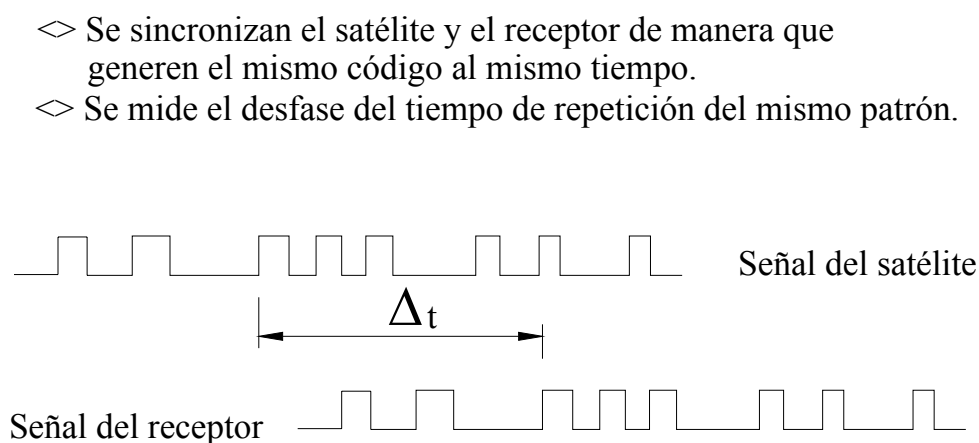 <> Se sincronizan el satélite y el receptor de manera que
generen el mismo código al mismo tiempo.
<> Se mide el desfase del tiempo de repetición del mismo patrón.
Señal del satélite
Δt
Señal del receptor